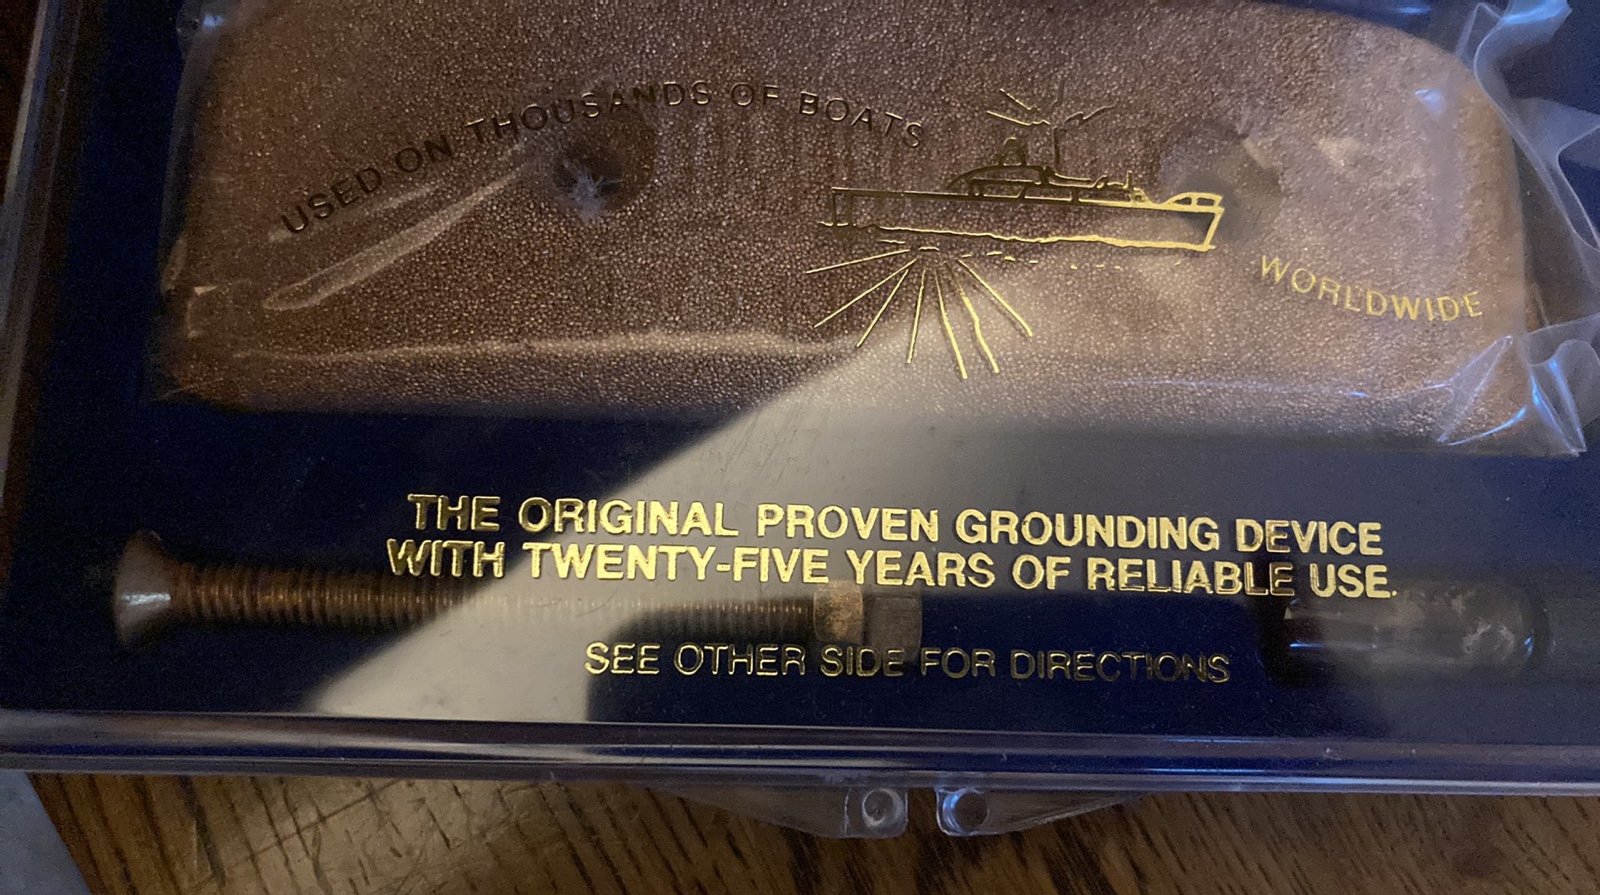 USED ON THOUSANDS OF BOATS
WORLDWIDE
THE ORIGINAL PROVEN GROUNDING DEVICE
WITH TWENTY-FIVE YEARS OF RELIABLE USE.
SEE OTHER SIDE FOR DIRECTIONS